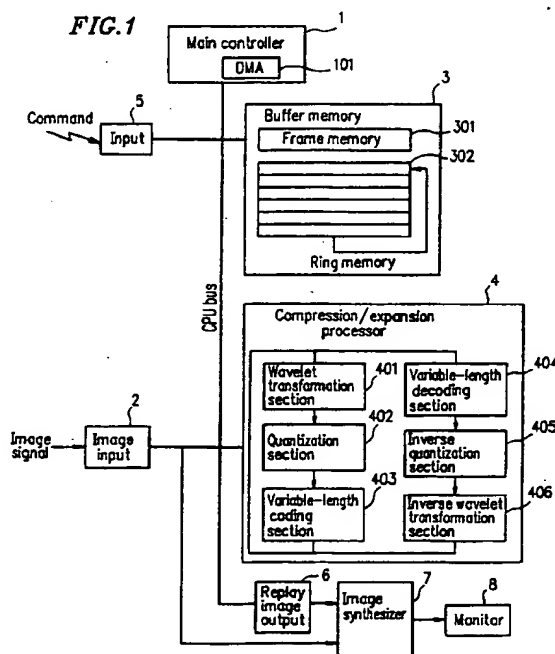 FIG.1
1
Main controller
DMA
101
3
Command
5
Input
Buffer memory
Frame memory
301
302
Ring memory
CPU bus
4
Compression/expansion
processor
401
Wavelet
transformation
section
404
Variable-length
decoding
section
2
Image signal
Image
input
402
Quantization
section
405
Inverse
quantization
section
403
Variable-length
coding
section
406
Inverse wavelet
transformation
section
6
Replay
image
output
7
Image
synthesizer
8
Monitor